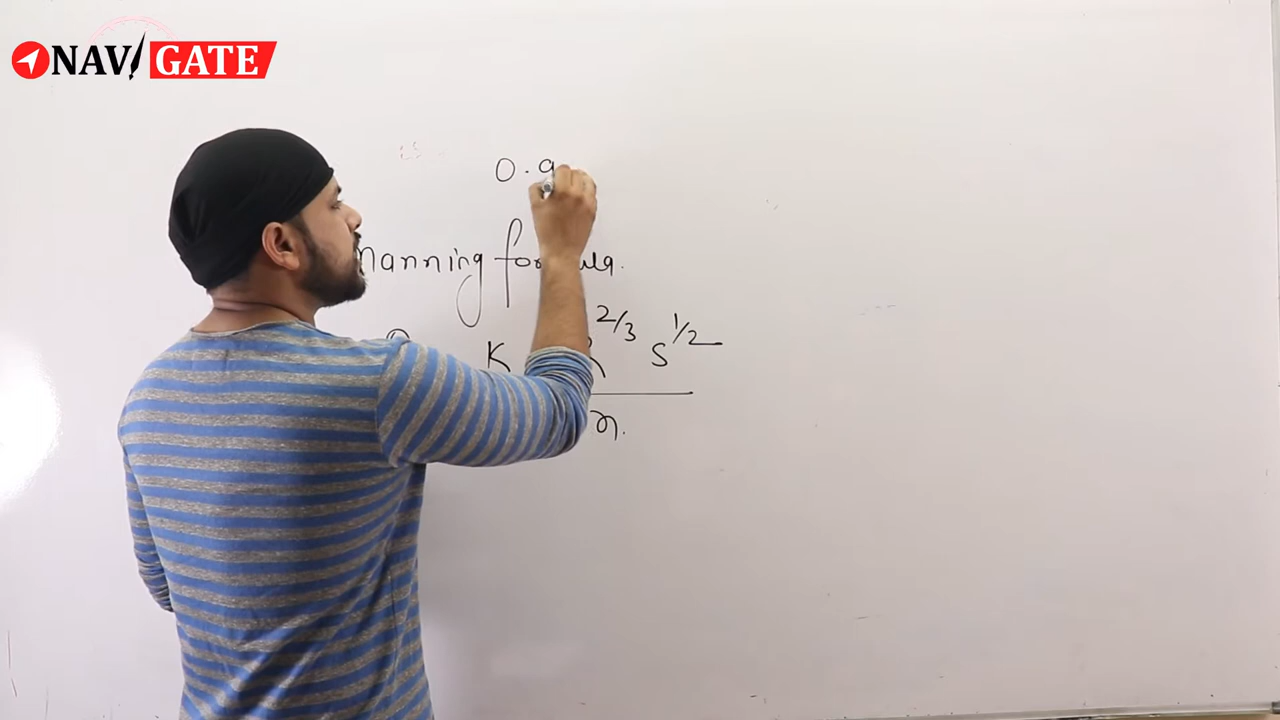 NAVIGATE
0.9
Manning formula.
K R^2/3 S^1/2
n.